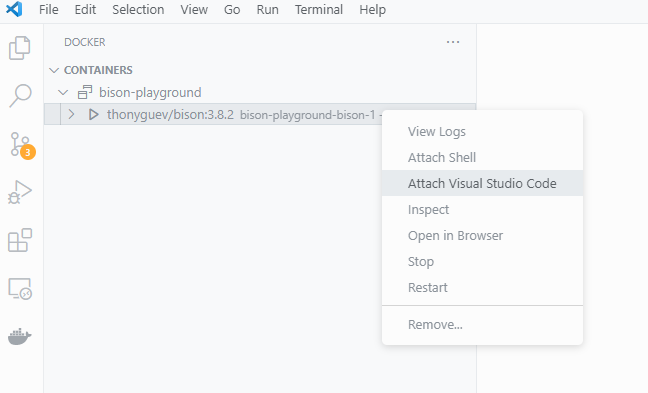 File Edit Selection View Go Run Terminal Help
DOCKER
CONTAINERS
bison-playground
thonyguev/bison:3.8.2 bison-playground-bison-1 -
View Logs
Attach Shell
3
Attach Visual Studio Code
Inspect
Open in Browser
Stop
Restart
Remove...